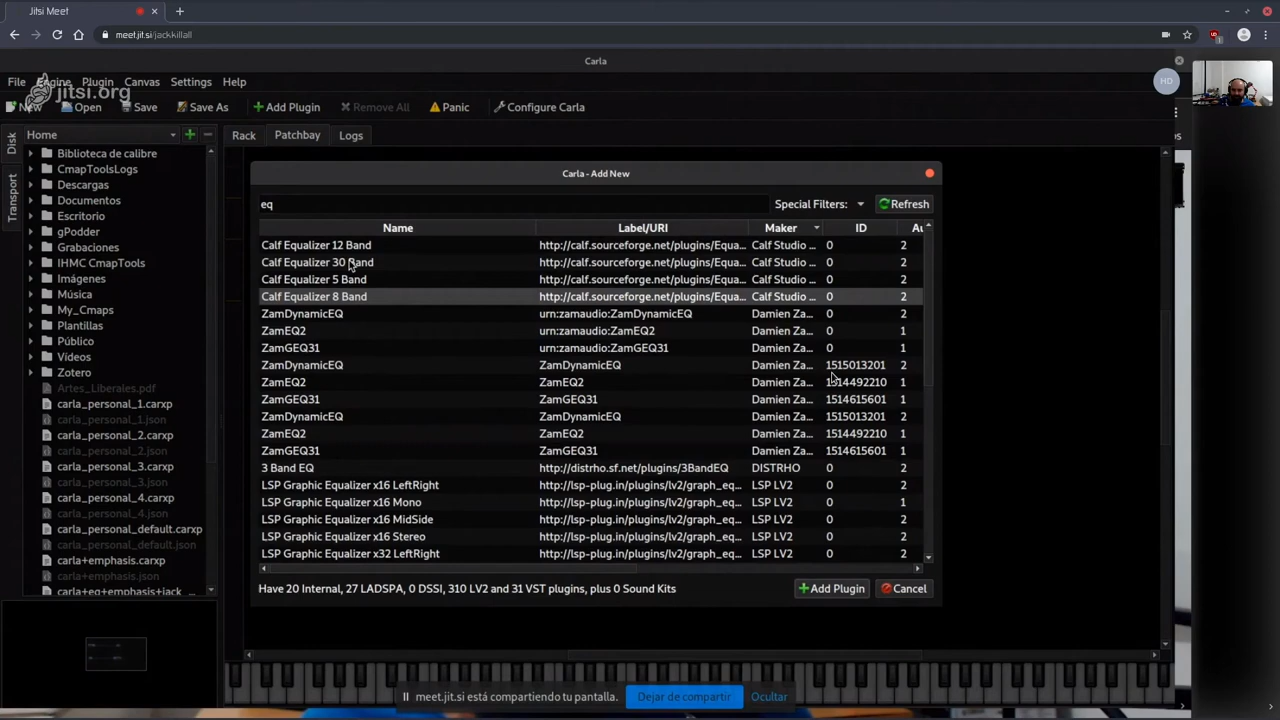 Jitsi Meet
meet.jit.si/jackkillall
Carla
File Engine Plugin Canvas Settings Help
jitsi.org
New Open Save Save As Add Plugin Remove All Panic Configure Carla
Disk
Transport
Home
Rack Patchbay Logs
HD
Biblioteca de calibre
CmapToolsLogs
Descargas
Documentos
Escritorio
gPodder
Grabaciones
IHMC CmapTools
Imágenes
Música
My_Cmaps
Plantillas
Público
Vídeos
Zotero
Artes_Liberales.pdf
carla_personal_1.carxp
carla_personal_1.json
carla_personal_2.carxp
carla_personal_2.json
carla_personal_3.carxp
carla_personal_3.json
carla_personal_4.carxp
carla_personal_4.json
carla_personal_default.carxp
carla_personal_default.json
carla+emphasis.carxp
carla+emphasis.json
carla+eq+emphasis+jack
Carla - Add New
eq Special Filters: Refresh
Name Label/URI Maker ID Au
Calf Equalizer 12 Band http://calf.sourceforge.net/plugins/Equa... Calf Studio ... 0 2
Calf Equalizer 30 Band http://calf.sourceforge.net/plugins/Equa... Calf Studio ... 0 2
Calf Equalizer 5 Band http://calf.sourceforge.net/plugins/Equa... Calf Studio ... 0 2
Calf Equalizer 8 Band http://calf.sourceforge.net/plugins/Equa... Calf Studio ... 0 2
ZamDynamicEQ urn:zamaudio:ZamDynamicEQ Damien Za... 0 2
ZamEQ2 urn:zamaudio:ZamEQ2 Damien Za... 0 1
ZamGEQ31 urn:zamaudio:ZamGEQ31 Damien Za... 0 1
ZamDynamicEQ ZamDynamicEQ Damien Za... 1515013201 2
ZamEQ2 ZamEQ2 Damien Za... 1514492210 1
ZamGEQ31 ZamGEQ31 Damien Za... 1514615601 1
ZamDynamicEQ ZamDynamicEQ Damien Za... 1515013201 2
ZamEQ2 ZamEQ2 Damien Za... 1514492210 1
ZamGEQ31 ZamGEQ31 Damien Za... 1514615601 1
3 Band EQ http://distrho.sf.net/plugins/3BandEQ DISTRHO 0 2
LSP Graphic Equalizer x16 LeftRight http://lsp-plug.in/plugins/lv2/graph_eq... LSP LV2 0 2
LSP Graphic Equalizer x16 Mono http://lsp-plug.in/plugins/lv2/graph_eq... LSP LV2 0 1
LSP Graphic Equalizer x16 MidSide http://lsp-plug.in/plugins/lv2/graph_eq... LSP LV2 0 2
LSP Graphic Equalizer x16 Stereo http://lsp-plug.in/plugins/lv2/graph_eq... LSP LV2 0 2
LSP Graphic Equalizer x32 LeftRight http://lsp-plug.in/plugins/lv2/graph_eq... LSP LV2 0 2
Have 20 Internal, 27 LADSPA, 0 DSSI, 310 LV2 and 31 VST plugins, plus 0 Sound Kits Add Plugin Cancel
meet.jit.si está compartiendo tu pantalla. Dejar de compartir Ocultar